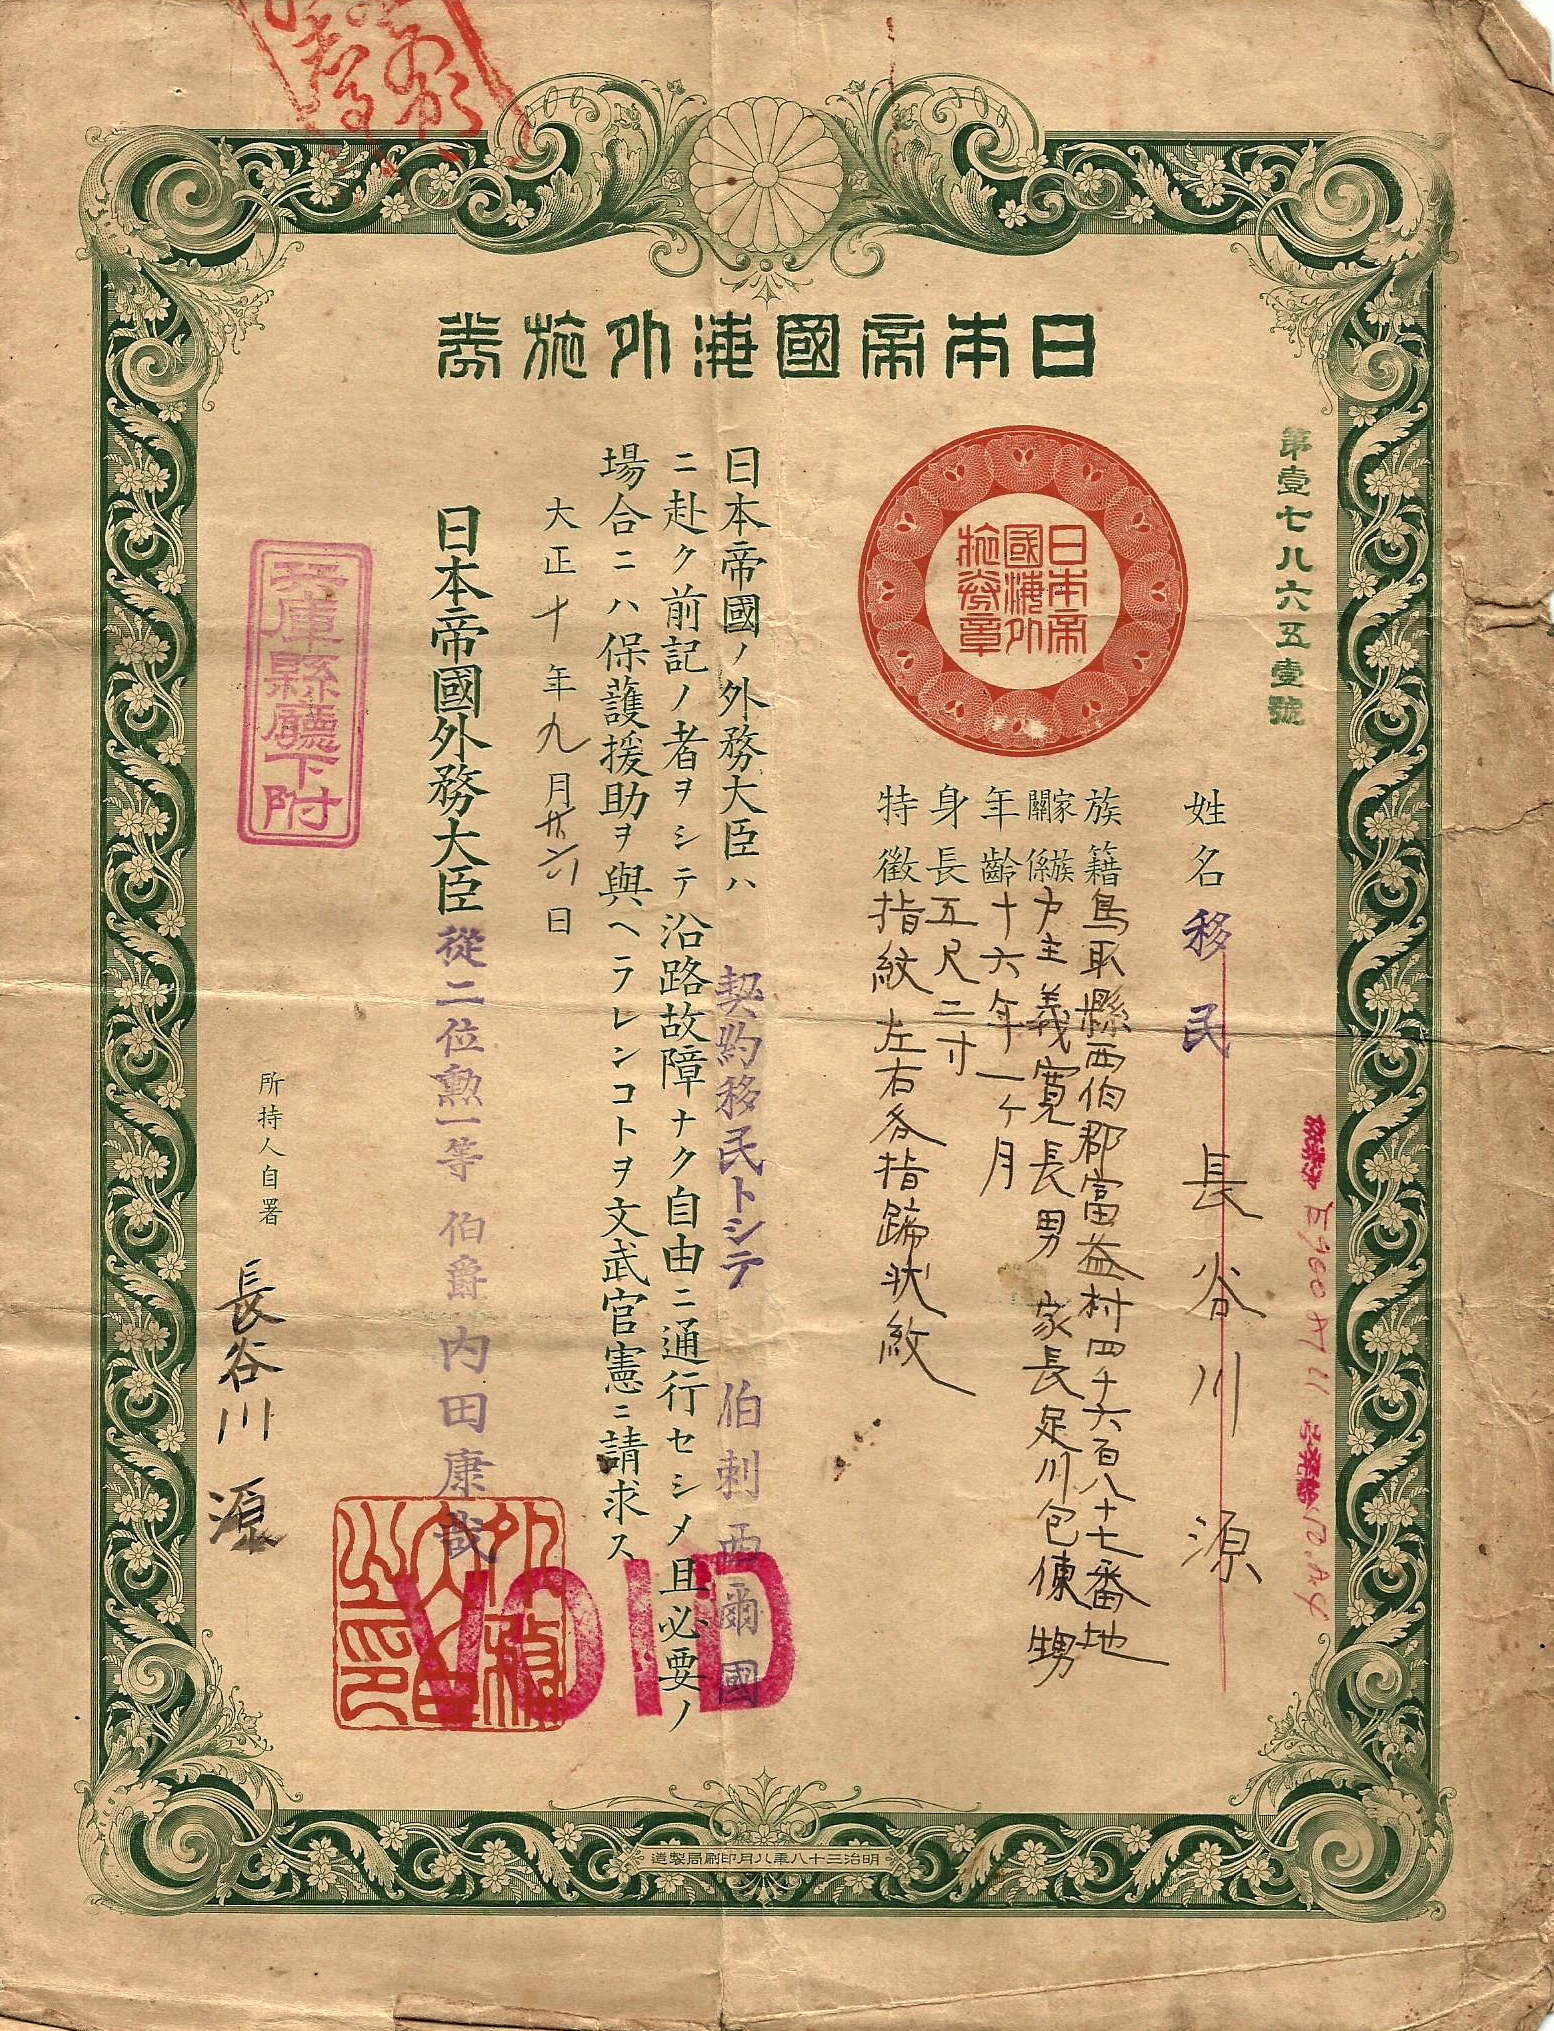 日本帝國海外旅券
第壹七八六五壹號
日本帝國海外旅券章
姓名 移民 長谷川源
族籍 鳥取縣西伯郡富益村四千六百八十七番地
家族關係 戸主義寛長男 家長足川包俥甥
年齡 十六年一ヶ月
身長 五尺二寸
特徵 指紋左右各指蹄状紋
日本帝國ノ外務大臣ハ 契約移民トシテ 伯剌西爾國
ニ赴ク前記ノ者ヲシテ沿路故障ナク自由ニ通行セシメ且必要ノ
場合ニハ保護援助ヲ與ヘラレンコトヲ文武官憲ニ請求ス
大正十年九月廿六日
日本帝國外務大臣從二位勲一等伯爵內田康哉
外務大臣之印
VOID
兵庫縣廳下附
所持人自署
長谷川源
明治三十八年八月印刷局製造